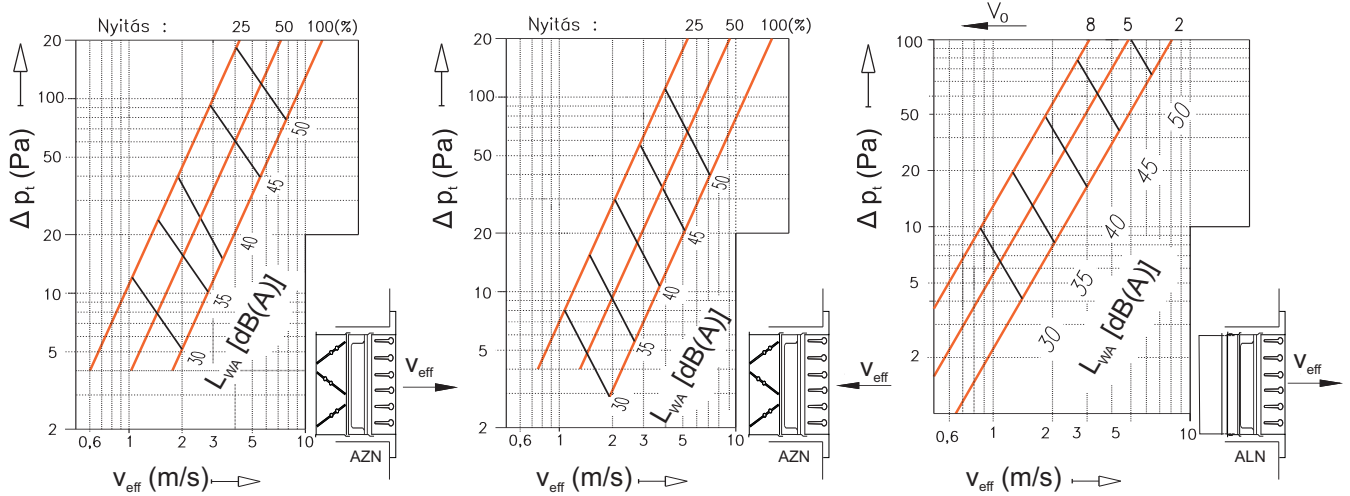 Nyitás : 25 50 100(%)
20
100
50
20
10
5
2
Δ pt (Pa)
50
45
40
35
30
LWA [dB(A)]
0,6 1 2 3 5 10
veff (m/s)
veff
AZN
Nyitás : 25 50 100(%)
20
100
50
20
10
5
2
Δ pt (Pa)
50
45
40
35
30
LWA [dB(A)]
0,6 1 2 3 5 10
veff (m/s)
veff
AZN
V0 8 5 2
100
50
20
10
5
2
Δ pt (Pa)
50
45
40
35
30
LWA [dB(A)]
0,6 1 2 3 5 10
veff (m/s)
veff
ALN